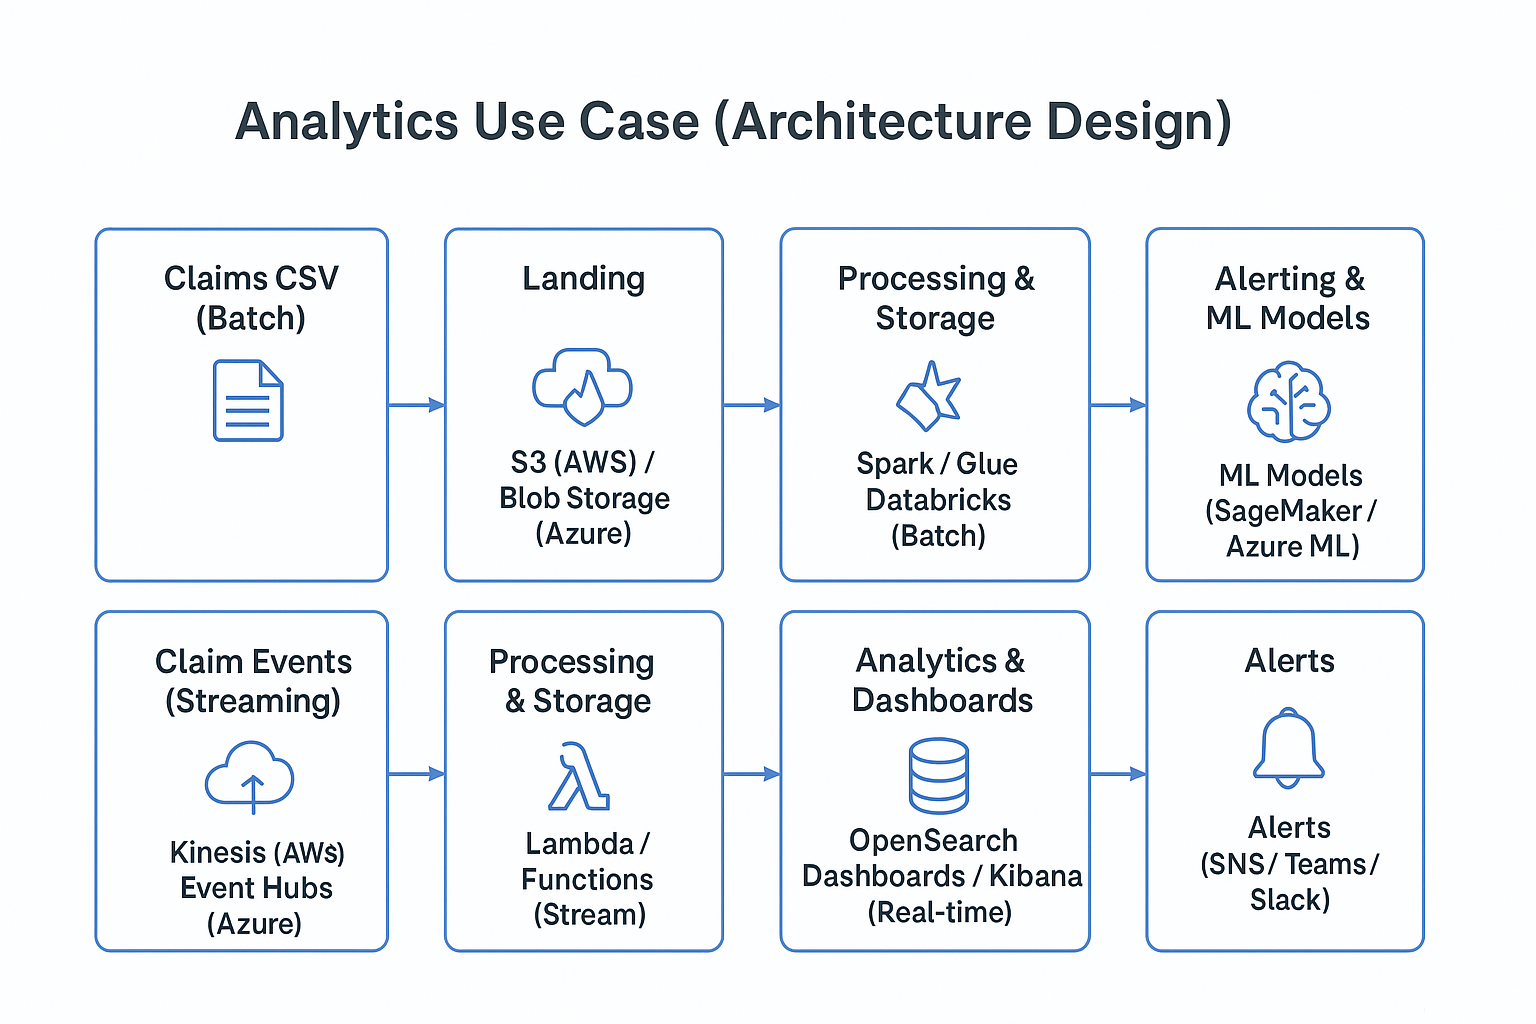 Analytics Use Case (Architecture Design)
Claims CSV
(Batch)
Landing
S3 (AWS) /
Blob Storage
(Azure)
Processing &
Storage
Spark / Glue
Databricks
(Batch)
Alerting &
ML Models
ML Models
(SageMaker /
Azure ML)
Claim Events
(Streaming)
Kinesis (AWs)
Event Hubs
(Azure)
Processing
& Storage
Lambda /
Functions
(Stream)
Analytics &
Dashboards
OpenSearch
Dashboards / Kibana
(Real-time)
Alerts
Alerts
(SNS / Teams /
Slack)